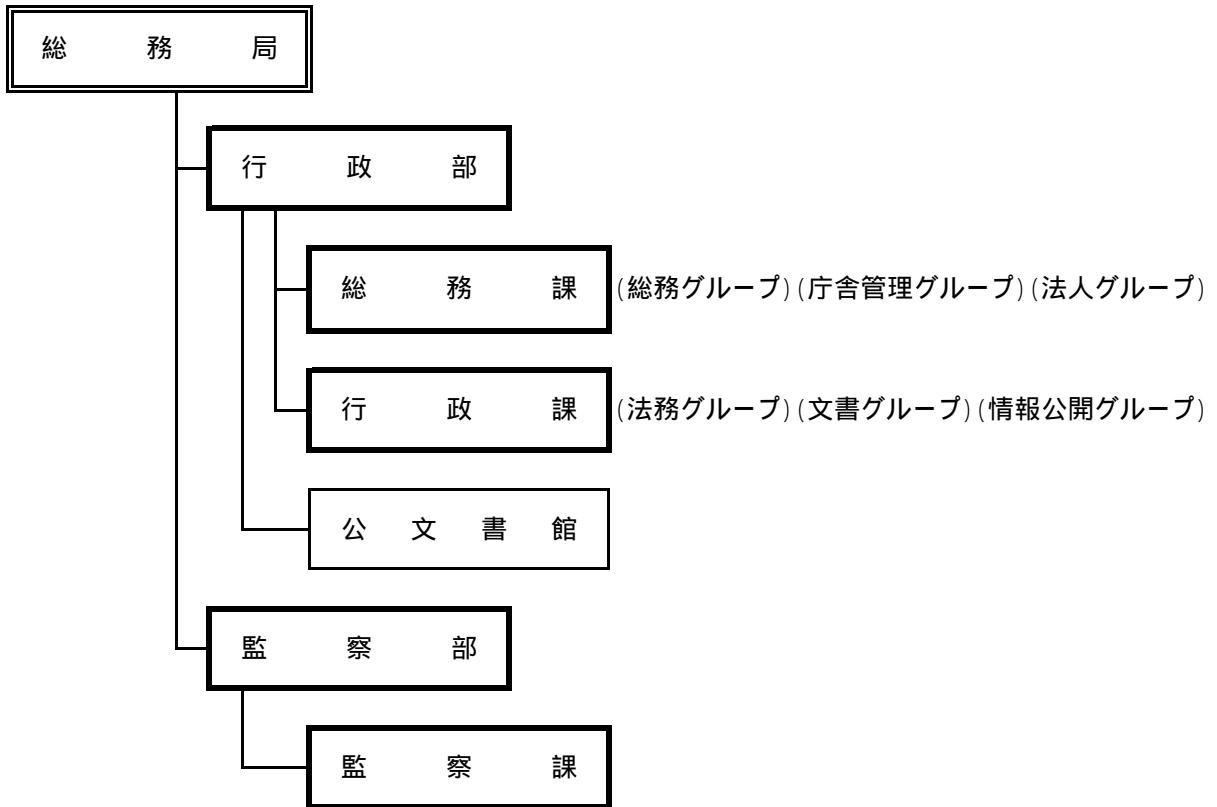 総務局
行政部
総務課 (総務グループ) (庁舎管理グループ) (法人グループ)
行政課 (法務グループ) (文書グループ) (情報公開グループ)
公文書館
監察部
監察課